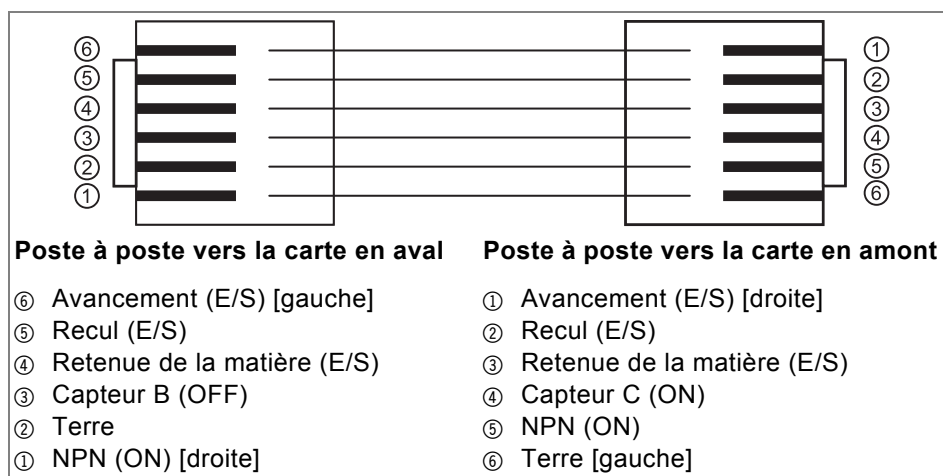 ⑥ ①
⑤ ②
④ ③
③ ④
② ⑤
① ⑥
Poste à poste vers la carte en aval Poste à poste vers la carte en amont
⑥ Avancement (E/S) [gauche] ① Avancement (E/S) [droite]
⑤ Recul (E/S) ② Recul (E/S)
④ Retenue de la matière (E/S) ③ Retenue de la matière (E/S)
③ Capteur B (OFF) ④ Capteur C (ON)
② Terre ⑤ NPN (ON)
① NPN (ON) [droite] ⑥ Terre [gauche]